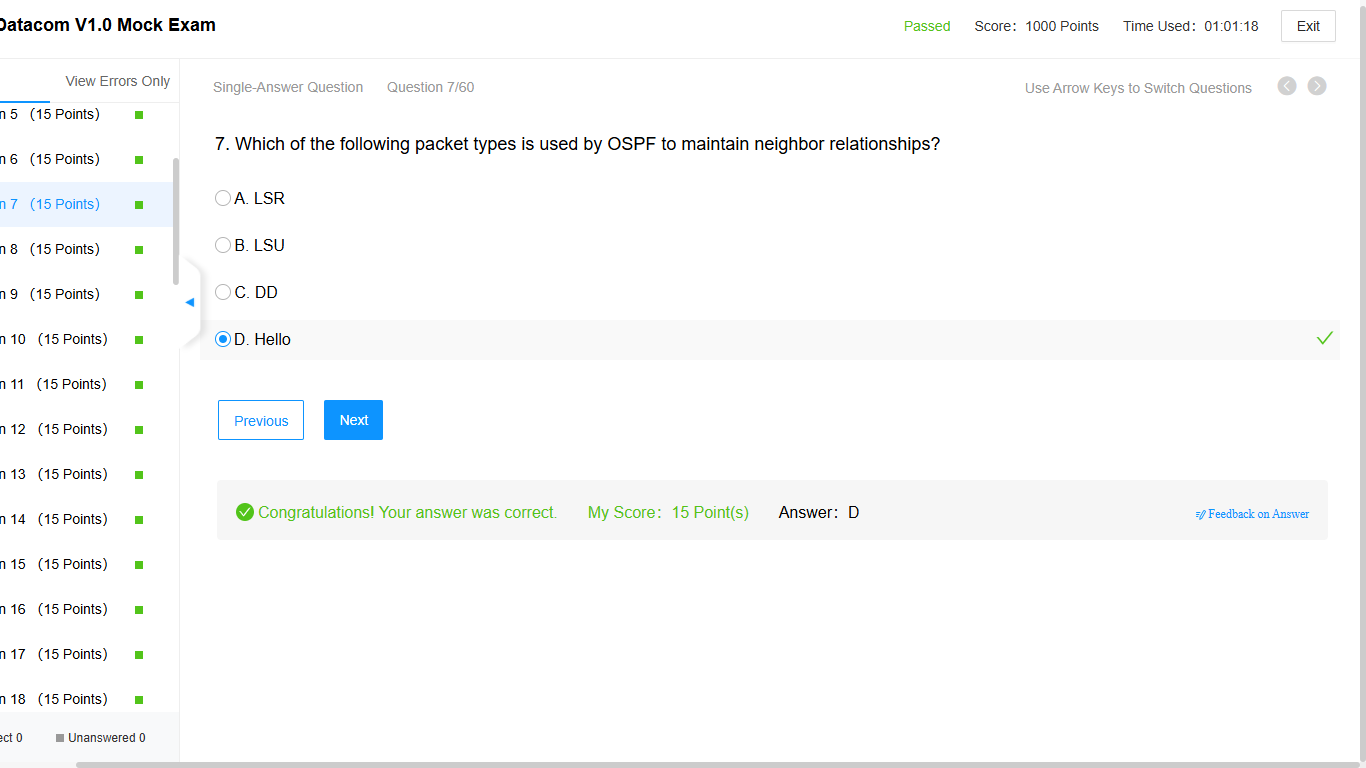 Datacom V1.0 Mock Exam
Passed Score：1000 Points Time Used：01:01:18 Exit
View Errors Only
n 5 (15 Points)
n 6 (15 Points)
n 7 (15 Points)
n 8 (15 Points)
n 9 (15 Points)
n 10 (15 Points)
n 11 (15 Points)
n 12 (15 Points)
n 13 (15 Points)
n 14 (15 Points)
n 15 (15 Points)
n 16 (15 Points)
n 17 (15 Points)
n 18 (15 Points)
ect 0 Unanswered 0
Single-Answer Question Question 7/60 Use Arrow Keys to Switch Questions
7. Which of the following packet types is used by OSPF to maintain neighbor relationships?
A. LSR
B. LSU
C. DD
D. Hello
Previous Next
Congratulations! Your answer was correct. My Score：15 Point(s) Answer：D Feedback on Answer